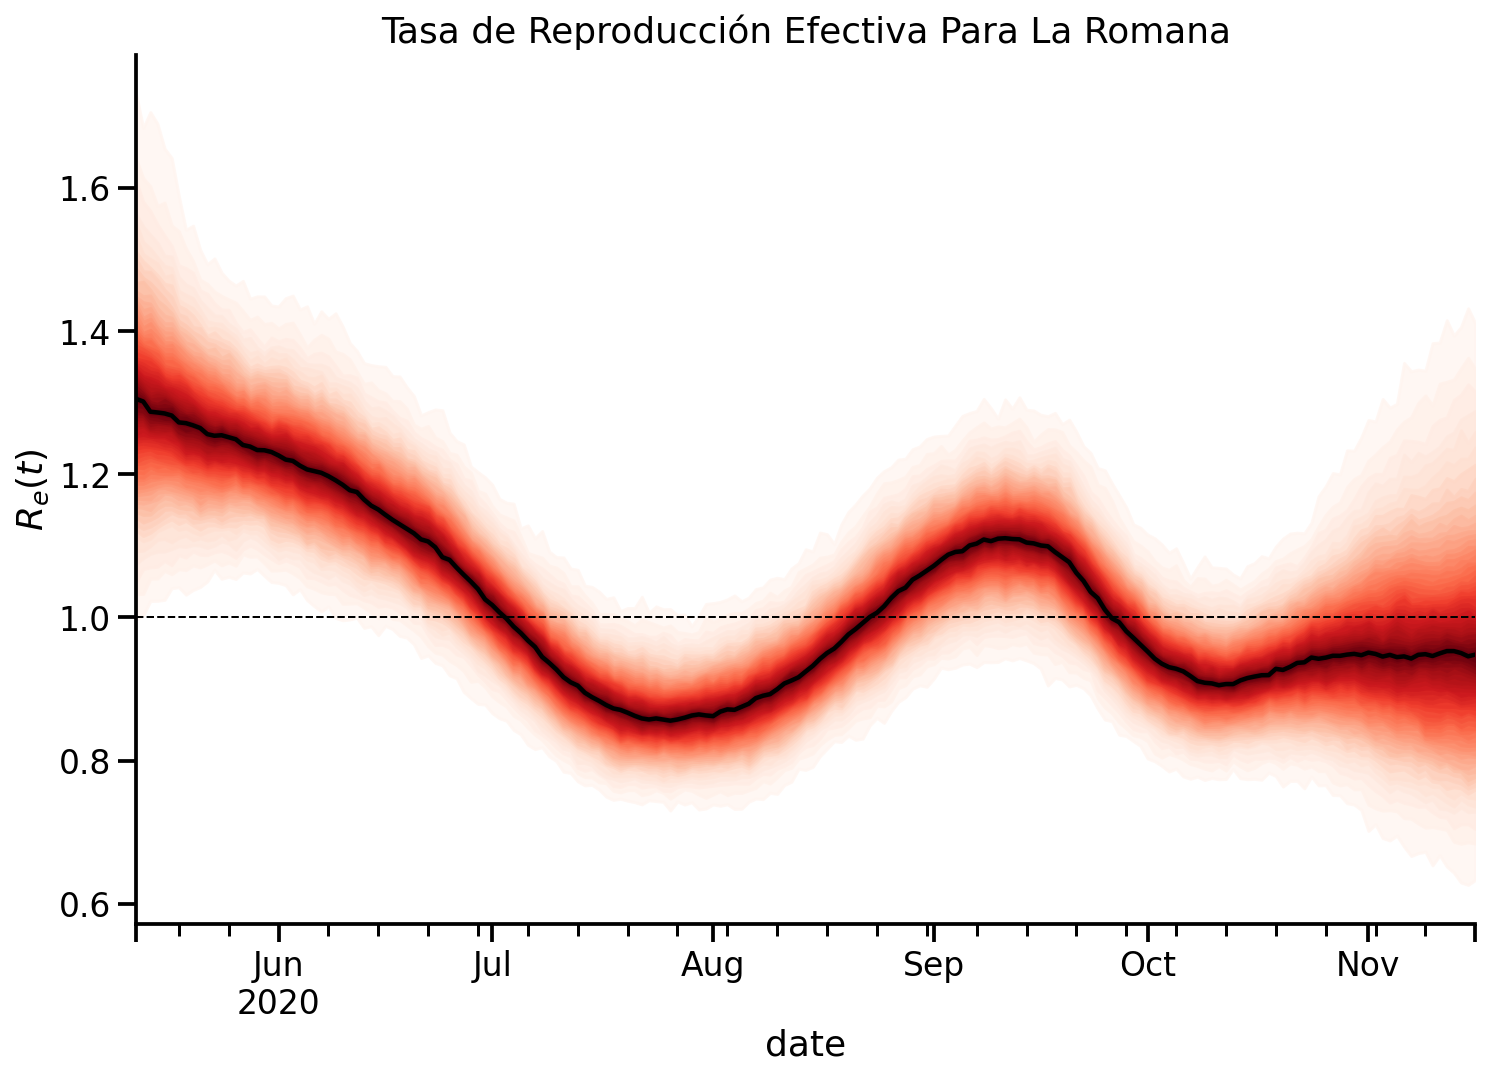 Tasa de Reproducción Efectiva Para La Romana
1.6
1.4
1.2
1.0
0.8
0.6
Rₑ(t)
Jun Jul Aug Sep Oct Nov
2020
date